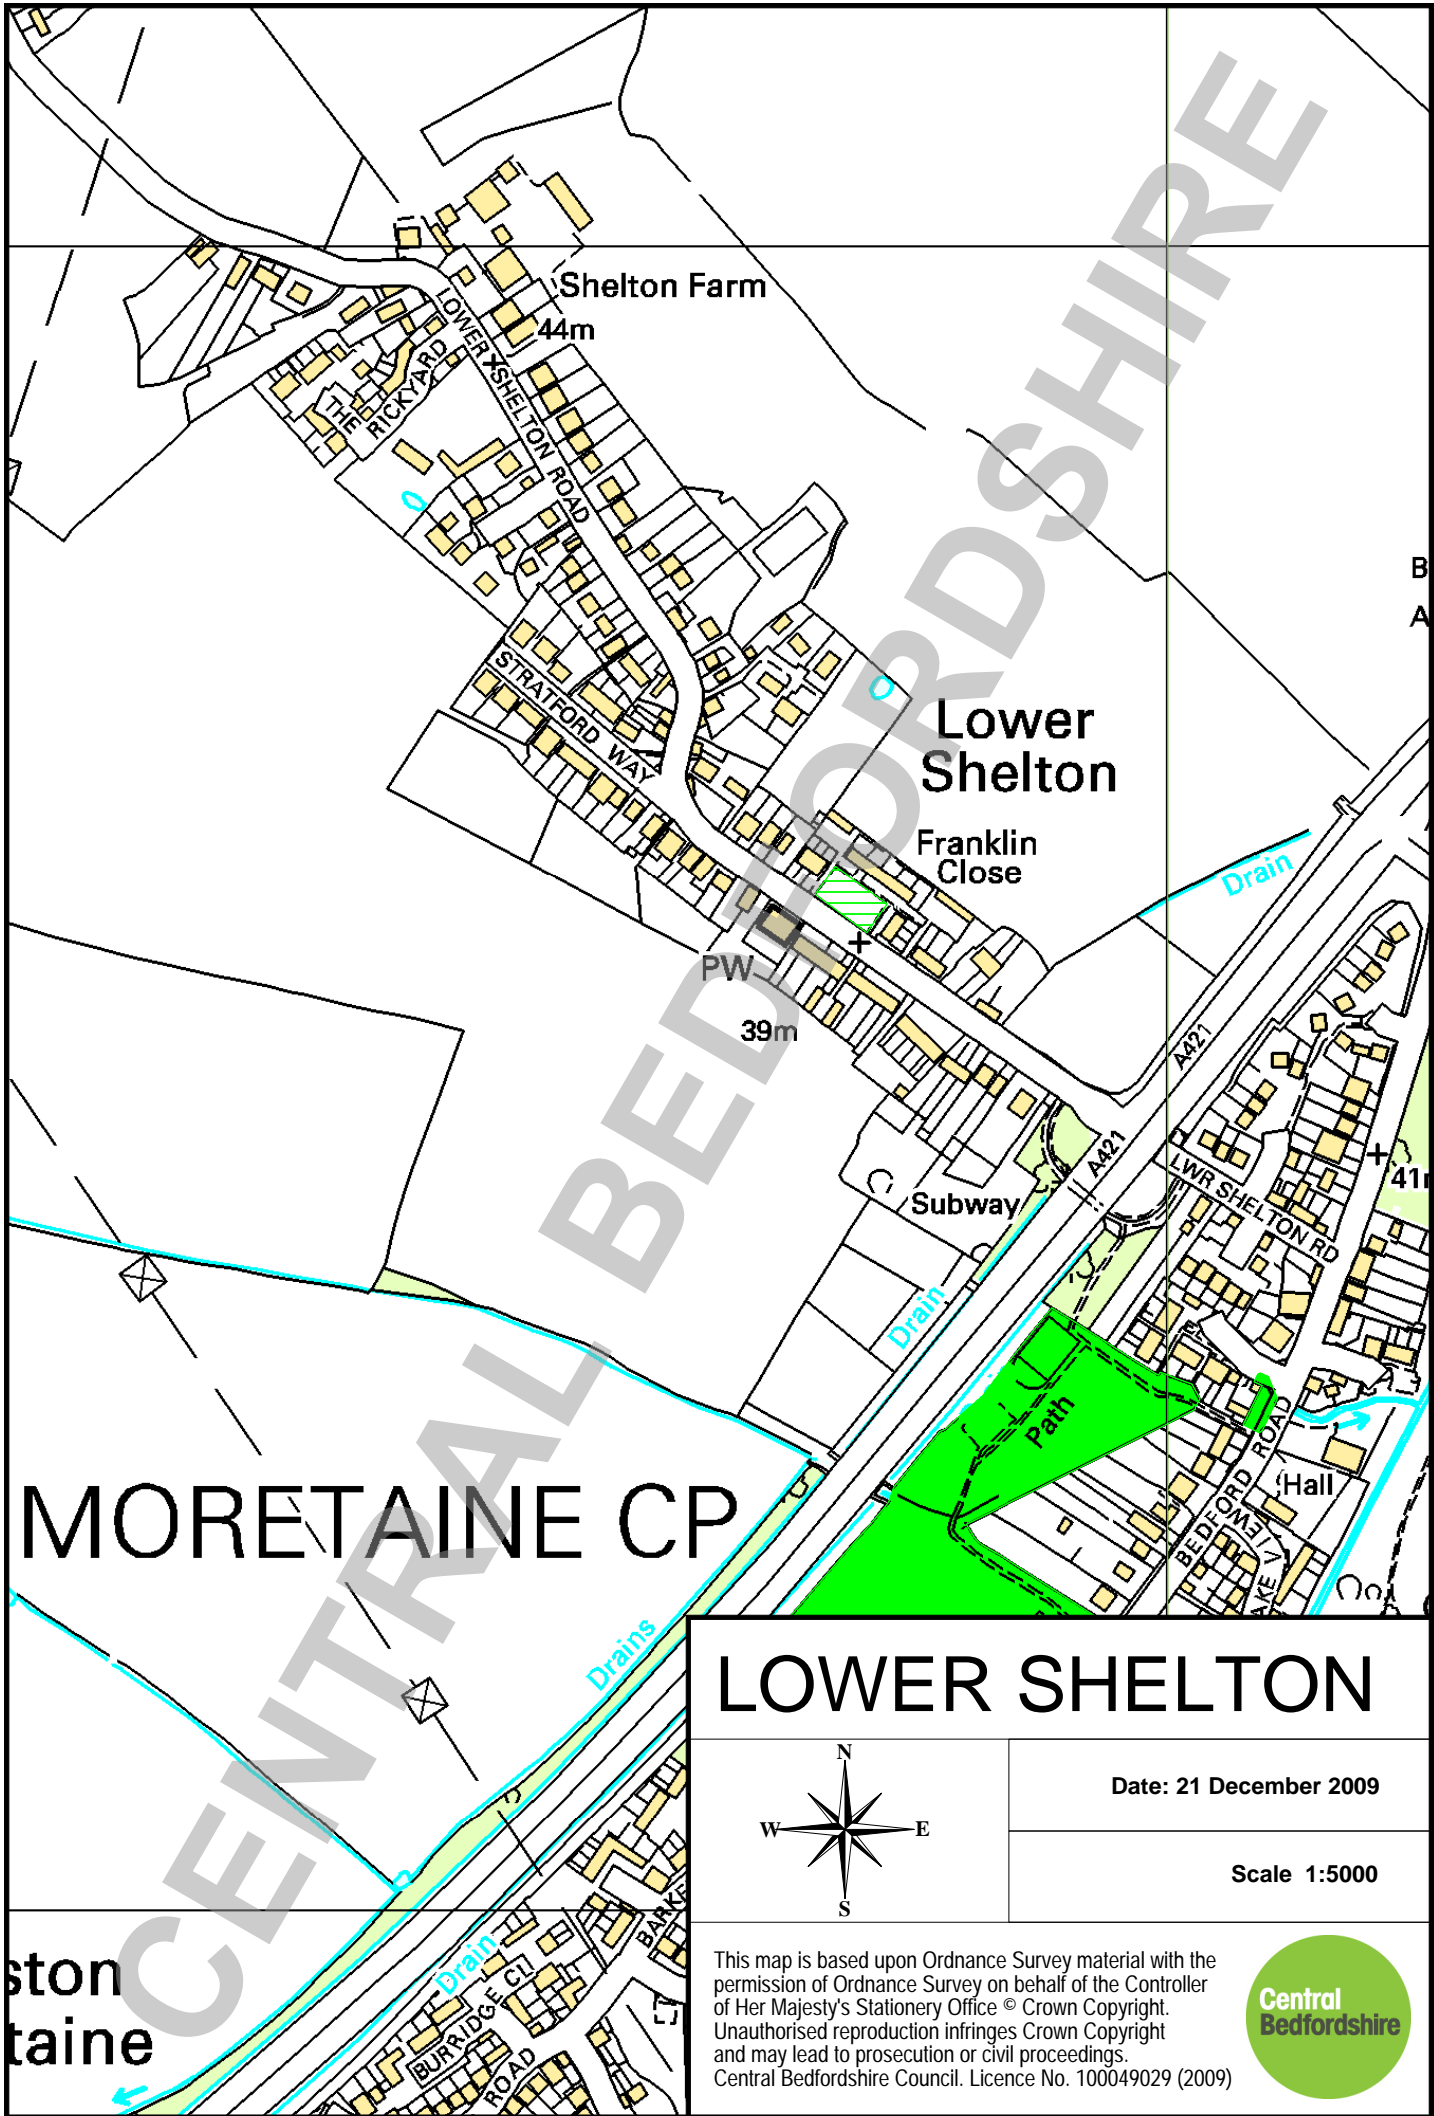 CENTRAL BEDFORDSHIRE
Shelton Farm
44m
LOWER SHELTON ROAD
THE
RICKYARD
STRATFORD WAY
B
A
Lower
Shelton
Franklin
Close
Drain
PW
39m
A421
A421
LWR SHELTON RD
41
Subway
Drain
Path
BEDFORD ROAD
Hall
MORETAINE CP
Drains
LOWER SHELTON
N
W
E
S
Date: 21 December 2009
Scale 1:5000
ston
taine
Drain
BURRIDGE CL
ROAD
BARKE
This map is based upon Ordnance Survey material with the
permission of Ordnance Survey on behalf of the Controller
of Her Majesty's Stationery Office © Crown Copyright.
Unauthorised reproduction infringes Crown Copyright
and may lead to prosecution or civil proceedings.
Central Bedfordshire Council. Licence No. 100049029 (2009)
Central
Bedfordshire